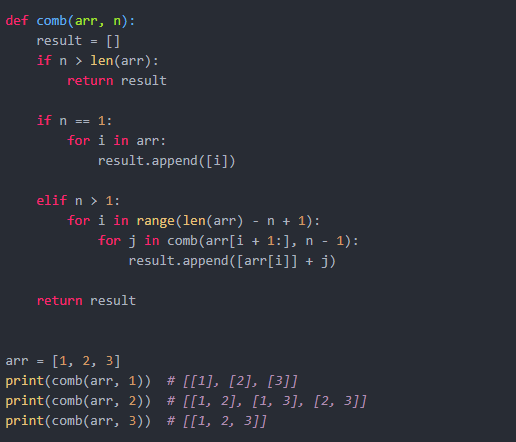 def comb(arr, n):
    result = []
    if n > len(arr):
        return result

    if n == 1:
        for i in arr:
            result.append([i])

    elif n > 1:
        for i in range(len(arr) - n + 1):
            for j in comb(arr[i + 1:], n - 1):
                result.append([arr[i]] + j)

    return result


arr = [1, 2, 3]
print(comb(arr, 1))  # [[1], [2], [3]]
print(comb(arr, 2))  # [[1, 2], [1, 3], [2, 3]]
print(comb(arr, 3))  # [[1, 2, 3]]